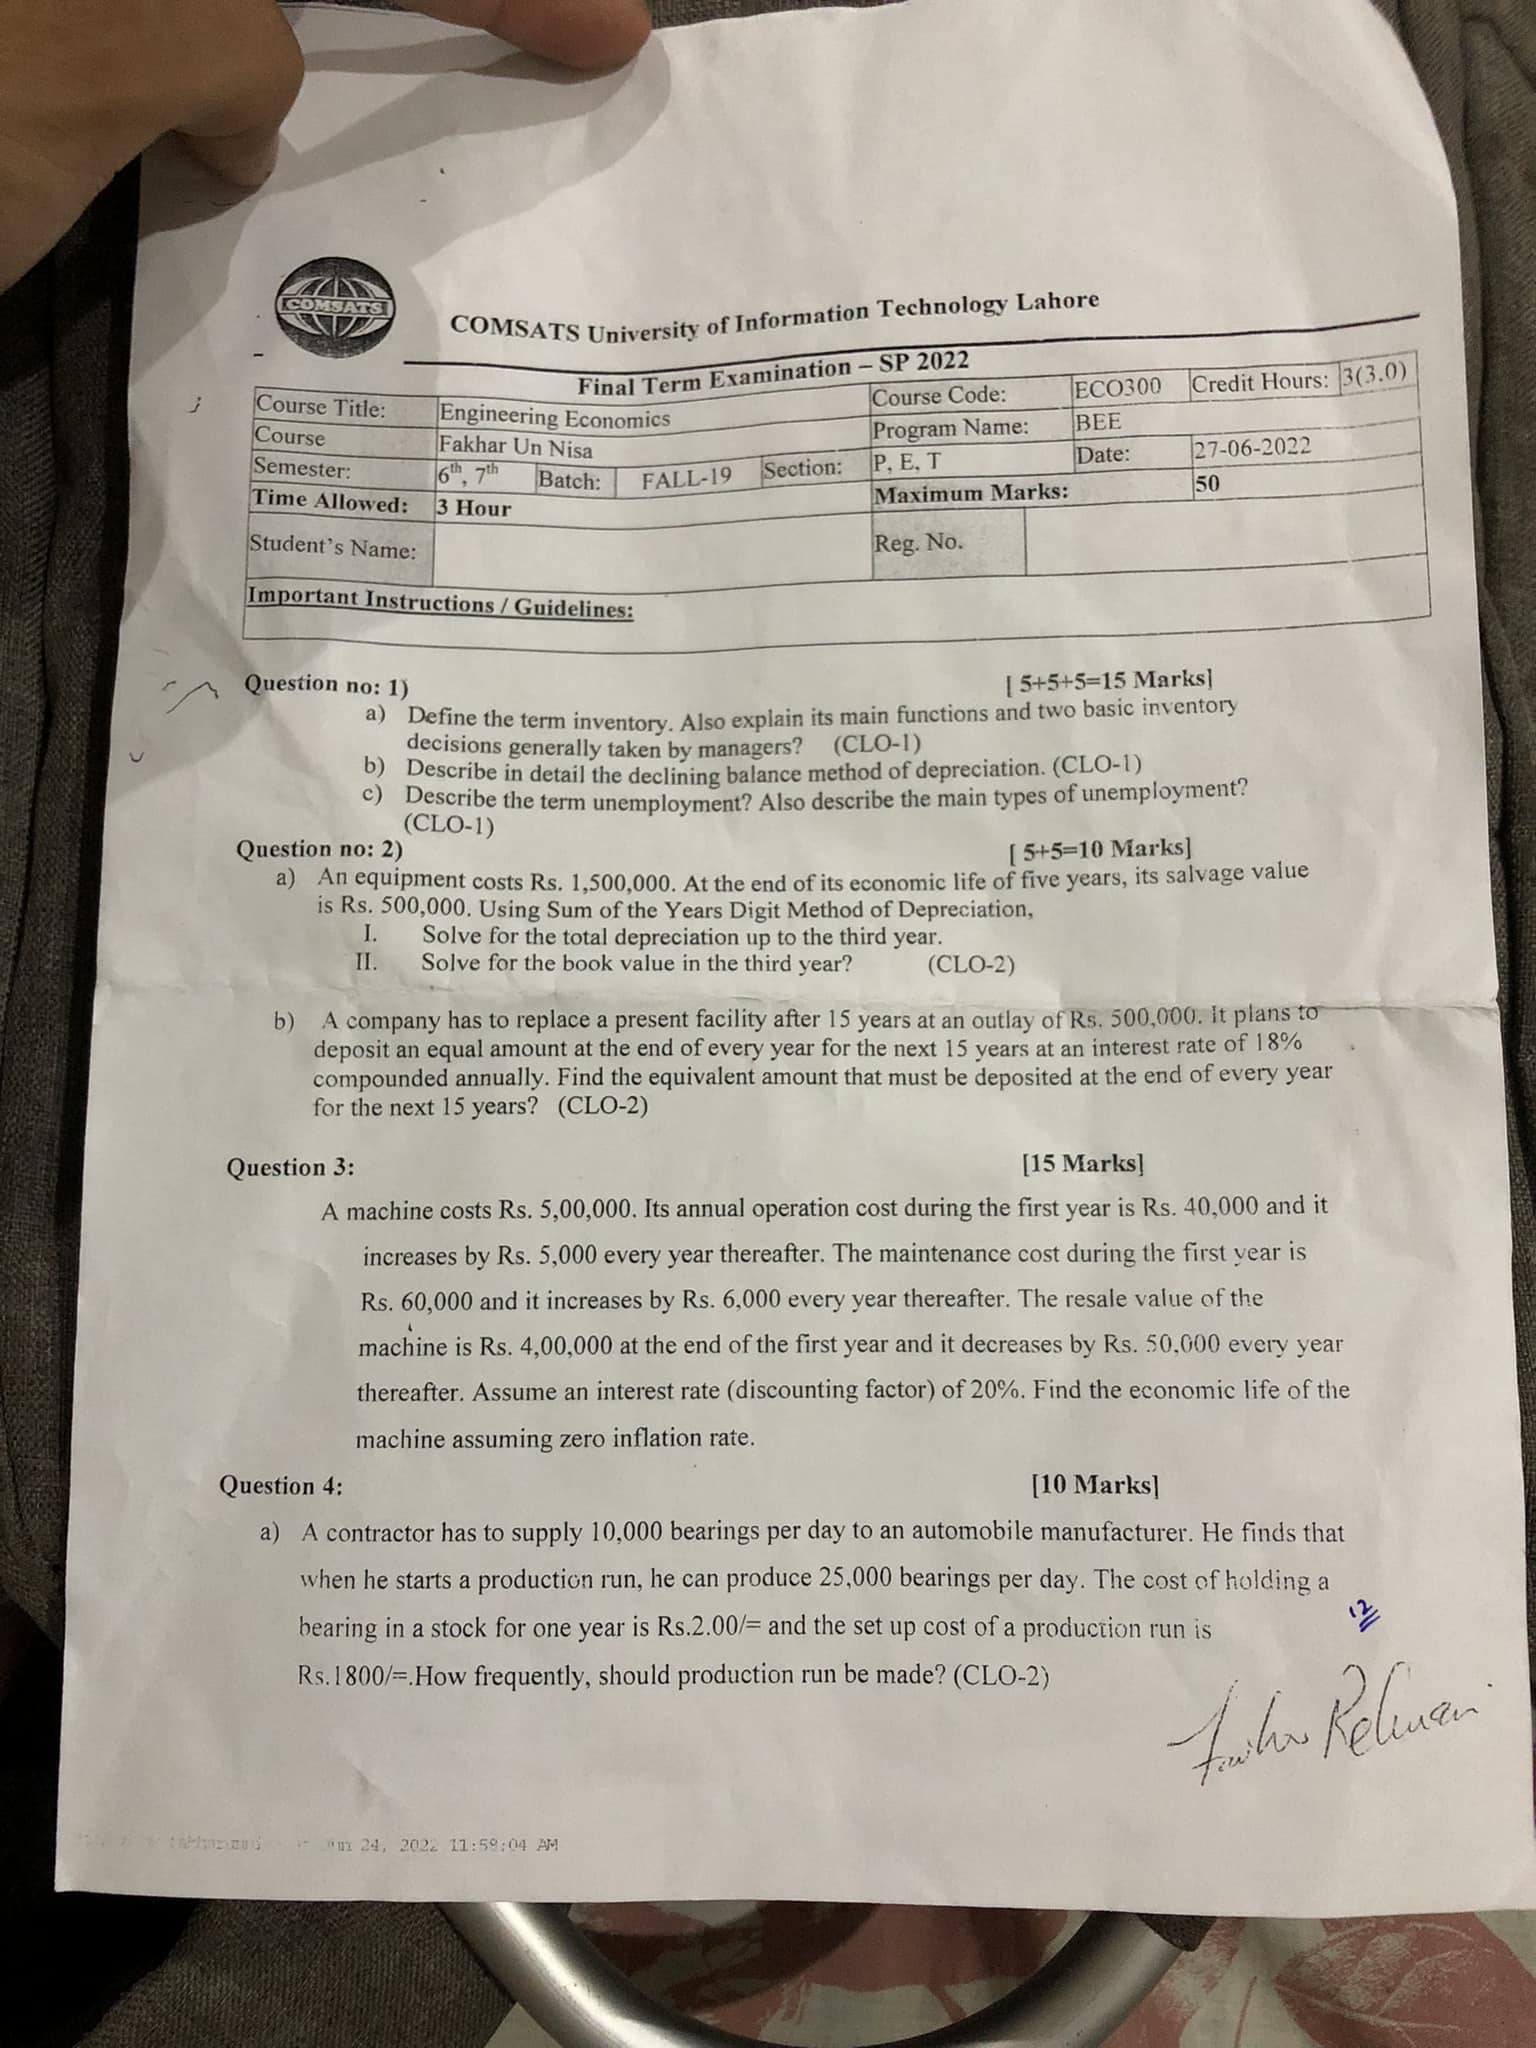 COMSATS
COMSATS University of Information Technology Lahore
Final Term Examination – SP 2022
Course Title: Engineering Economics Course Code: ECO300 Credit Hours: 3(3.0)
Course Fakhar Un Nisa Program Name: BEE
Semester: 6th, 7th Batch: FALL-19 Section: P, E, T Date: 27-06-2022
Time Allowed: 3 Hour Maximum Marks: 50
Student's Name: Reg. No.
Important Instructions / Guidelines:
Question no: 1) [ 5+5+5=15 Marks]
a) Define the term inventory. Also explain its main functions and two basic inventory
decisions generally taken by managers? (CLO-1)
b) Describe in detail the declining balance method of depreciation. (CLO-1)
c) Describe the term unemployment? Also describe the main types of unemployment?
(CLO-1)
Question no: 2) [ 5+5=10 Marks]
a) An equipment costs Rs. 1,500,000. At the end of its economic life of five years, its salvage value
is Rs. 500,000. Using Sum of the Years Digit Method of Depreciation,
I. Solve for the total depreciation up to the third year.
II. Solve for the book value in the third year? (CLO-2)
b) A company has to replace a present facility after 15 years at an outlay of Rs. 500,000. It plans to
deposit an equal amount at the end of every year for the next 15 years at an interest rate of 18%
compounded annually. Find the equivalent amount that must be deposited at the end of every year
for the next 15 years? (CLO-2)
Question 3: [15 Marks]
A machine costs Rs. 5,00,000. Its annual operation cost during the first year is Rs. 40,000 and it
increases by Rs. 5,000 every year thereafter. The maintenance cost during the first year is
Rs. 60,000 and it increases by Rs. 6,000 every year thereafter. The resale value of the
machine is Rs. 4,00,000 at the end of the first year and it decreases by Rs. 50,000 every year
thereafter. Assume an interest rate (discounting factor) of 20%. Find the economic life of the
machine assuming zero inflation rate.
Question 4: [10 Marks]
a) A contractor has to supply 10,000 bearings per day to an automobile manufacturer. He finds that
when he starts a production run, he can produce 25,000 bearings per day. The cost of holding a
bearing in a stock for one year is Rs.2.00/= and the set up cost of a production run is
Rs.1800/=.How frequently, should production run be made? (CLO-2)
12
24, 2022 11:58:04 AM